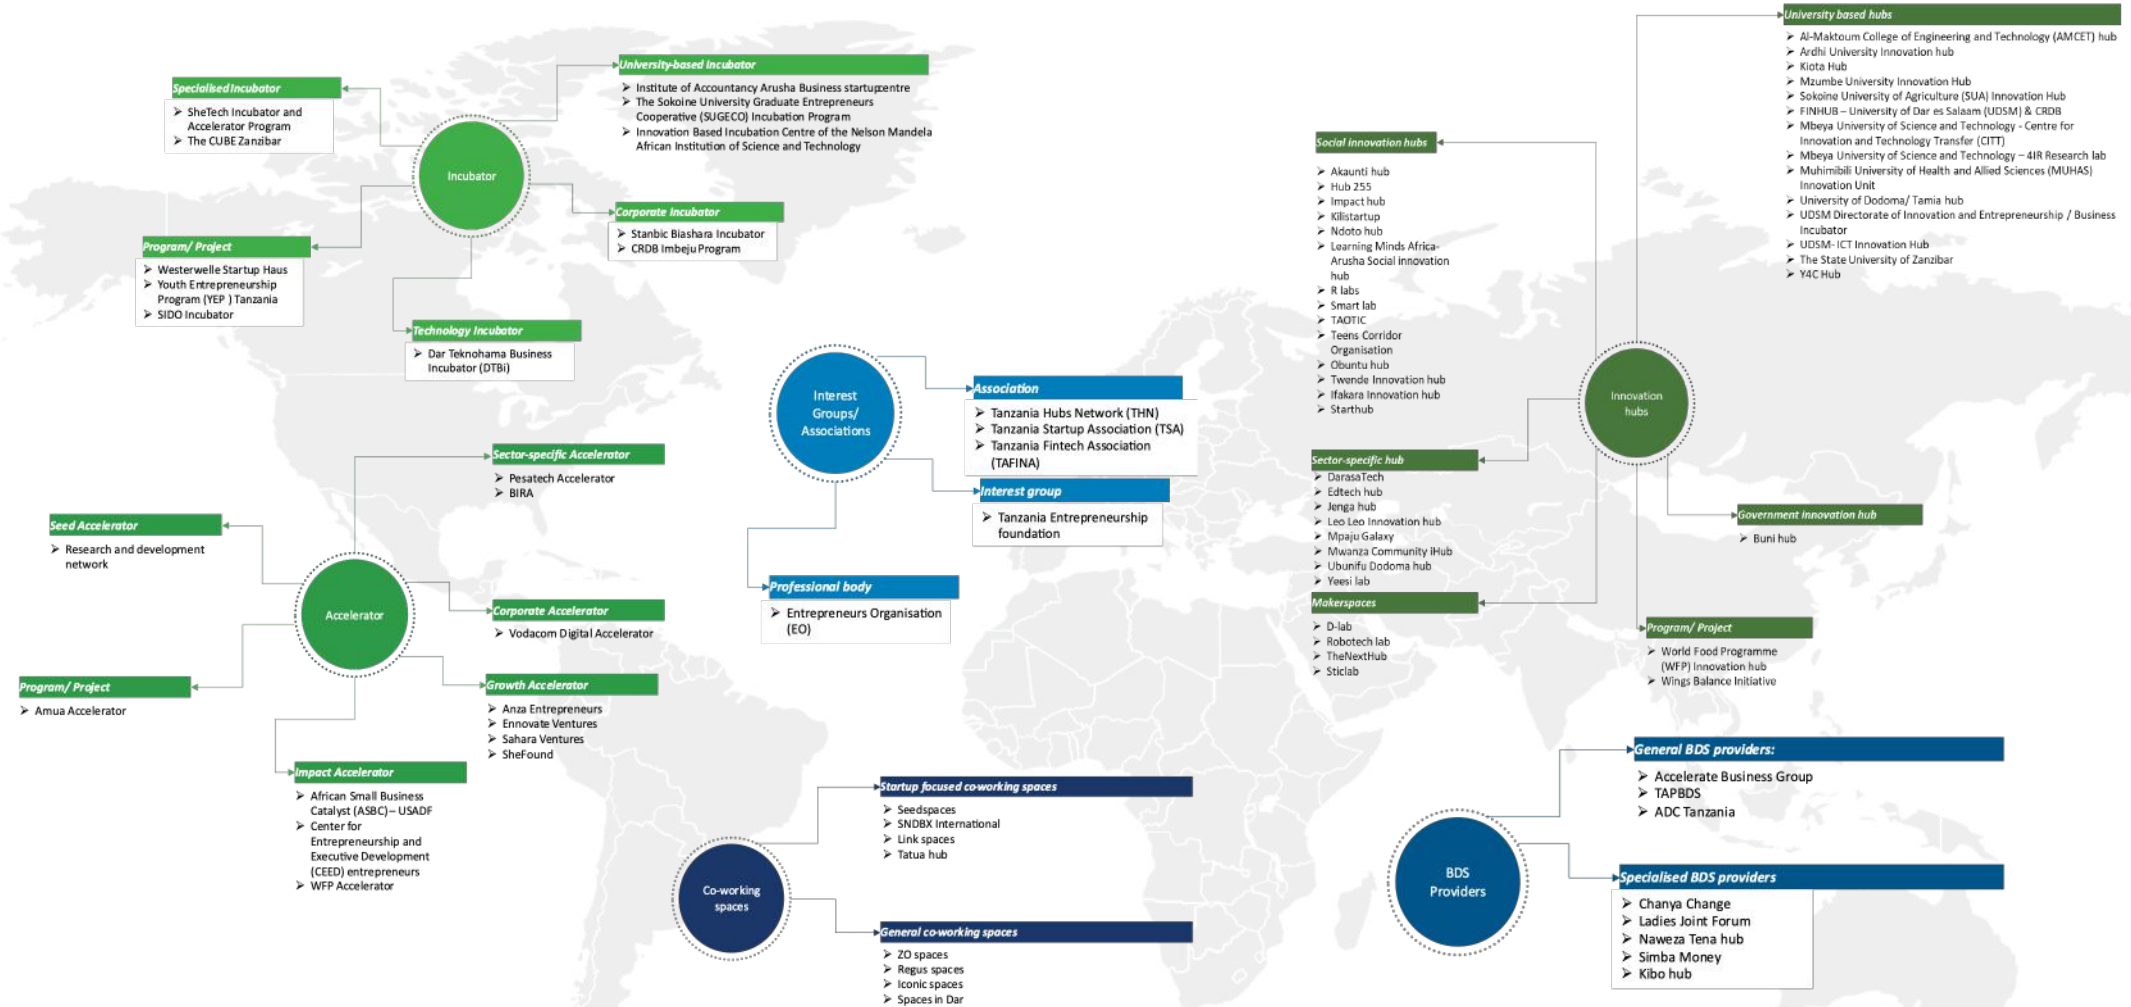 Incubator
Specialised Incubator
➢ SheTech Incubator and
Accelerator Program
➢ The CUBE Zanzibar
University-based Incubator
➢ Institute of Accountancy Arusha Business startup centre
➢ The Sokoine University Graduate Entrepreneurs
Cooperative (SUGECO) Incubation Program
➢ Innovation Based Incubation Centre of the Nelson Mandela
African Institution of Science and Technology
Corporate Incubator
➢ Stanbic Biashara Incubator
➢ CRDB Imbeju Program
Program/ Project
➢ Westerwelle Startup Haus
➢ Youth Entrepreneurship
Program (YEP ) Tanzania
➢ SIDO Incubator
Technology Incubator
➢ Dar Teknohama Business
Incubator (DTBi)
Interest
Groups/
Associations
Association
➢ Tanzania Hubs Network (THN)
➢ Tanzania Startup Association (TSA)
➢ Tanzania Fintech Association
(TAFINA)
Interest group
➢ Tanzania Entrepreneurship
foundation
Professional body
➢ Entrepreneurs Organisation
(EO)
Accelerator
Sector-specific Accelerator
➢ Pesatech Accelerator
➢ BIRA
Seed Accelerator
➢ Research and development
network
Corporate Accelerator
➢ Vodacom Digital Accelerator
Program/ Project
➢ Amua Accelerator
Growth Accelerator
➢ Anza Entrepreneurs
➢ Ennovate Ventures
➢ Sahara Ventures
➢ SheFound
Impact Accelerator
➢ African Small Business
Catalyst (ASBC) – USADF
➢ Center for
Entrepreneurship and
Executive Development
(CEED) entrepreneurs
➢ WFP Accelerator
Co-working
spaces
Startup focused co-working spaces
➢ Seedspaces
➢ SNDBX International
➢ Link spaces
➢ Tatua hub
General co-working spaces
➢ ZO spaces
➢ Regus spaces
➢ Iconic spaces
➢ Spaces in Dar
Innovation
hubs
University based hubs
➢ Al-Maktoum College of Engineering and Technology (AMCET) hub
➢ Ardhi University Innovation hub
➢ Kiota Hub
➢ Mzumbe University Innovation Hub
➢ Sokoine University of Agriculture (SUA) Innovation Hub
➢ FINHUB – University of Dar es Salaam (UDSM) & CRDB
➢ Mbeya University of Science and Technology - Centre for
Innovation and Technology Transfer (CITT)
➢ Mbeya University of Science and Technology – 4IR Research lab
➢ Muhimibili University of Health and Allied Sciences (MUHAS)
Innovation Unit
➢ University of Dodoma/ Tamia hub
➢ UDSM Directorate of Innovation and Entrepreneurship / Business
Incubator
➢ UDSM- ICT Innovation Hub
➢ The State University of Zanzibar
➢ Y4C Hub
Social innovation hubs
➢ Akaunti hub
➢ Hub 255
➢ Impact hub
➢ Kilistartup
➢ Ndoto hub
➢ Learning Minds Africa-
Arusha Social innovation
hub
➢ R labs
➢ Smart lab
➢ TAOTIC
➢ Teens Corridor
Organisation
➢ Obuntu hub
➢ Twende Innovation hub
➢ Ifakara Innovation hub
➢ Starthub
Sector-specific hub
➢ DarasaTech
➢ Edtech hub
➢ Jenga hub
➢ Leo Leo Innovation hub
➢ Mpaju Galaxy
➢ Mwanza Community iHub
➢ Ubunifu Dodoma hub
➢ Yeesi lab
Makerspaces
➢ D-lab
➢ Robotech lab
➢ TheNextHub
➢ Sticlab
Government innovation hub
➢ Buni hub
Program/ Project
➢ World Food Programme
(WFP) Innovation hub
➢ Wings Balance Initiative
BDS
Providers
General BDS providers:
➢ Accelerate Business Group
➢ TAPBDS
➢ ADC Tanzania
Specialised BDS providers
➢ Chanya Change
➢ Ladies Joint Forum
➢ Naweza Tena hub
➢ Simba Money
➢ Kibo hub